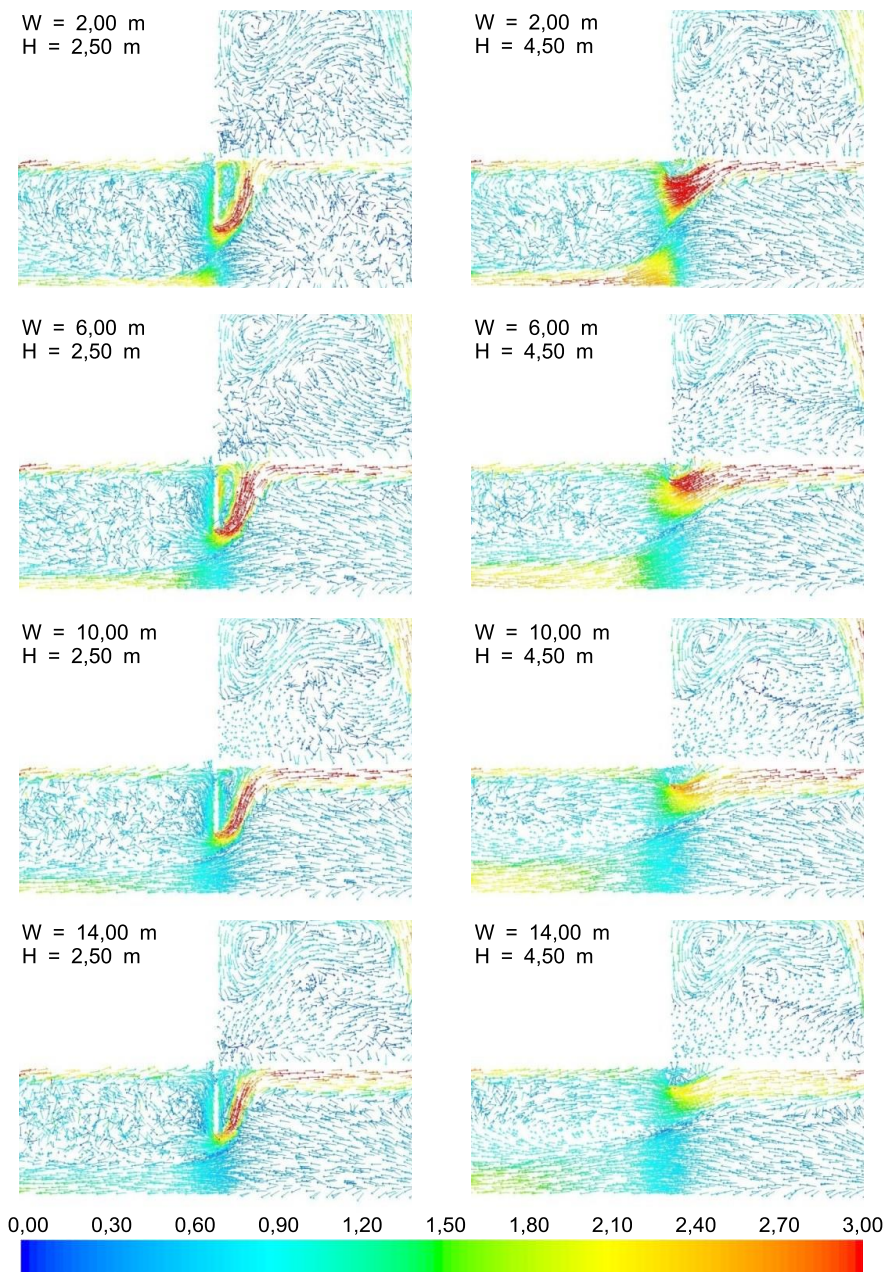 W = 2,00 m
H = 2,50 m
W = 2,00 m
H = 4,50 m
W = 6,00 m
H = 2,50 m
W = 6,00 m
H = 4,50 m
W = 10,00 m
H = 2,50 m
W = 10,00 m
H = 4,50 m
W = 14,00 m
H = 2,50 m
W = 14,00 m
H = 4,50 m
0,00 0,30 0,60 0,90 1,20 1,50 1,80 2,10 2,40 2,70 3,00